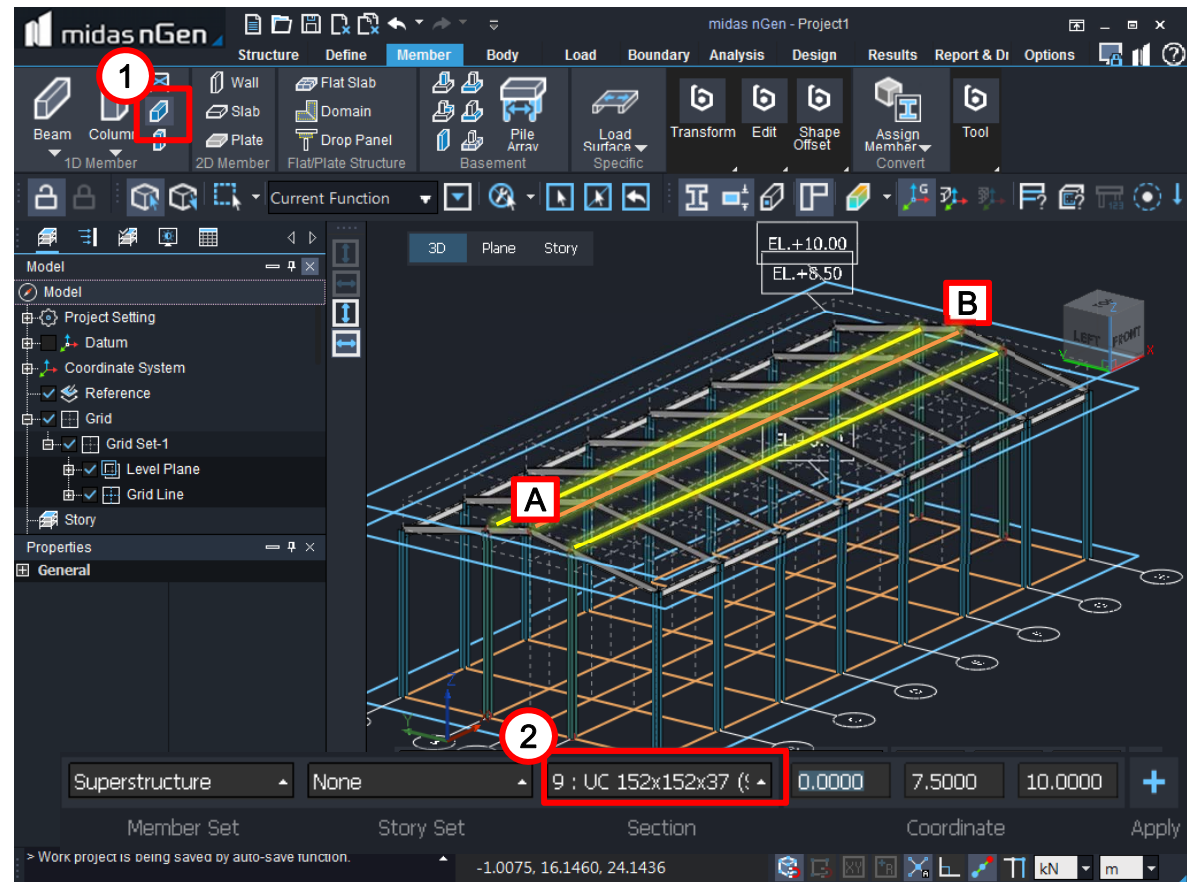 midas nGen
midas nGen - Project1
Structure Define Member Body Load Boundary Analysis Design Results Report & Di Options
1
Wall Flat Slab
Slab Domain
Beam Column Plate Drop Panel Pile Array Load Surface Transform Edit Shape Offset Assign Member Tool
1D Member 2D Member Flat/Plate Structure Basement Specific Convert
Current Function
G
123
3D Plane Story
EL.+10.00
EL.+8.50
Model
Model
Project Setting
Datum
Coordinate System
Reference
Grid
Grid Set-1
Level Plane
Grid Line
Story
B
LEFT FRONT
Z
Y X
A
Properties
General
Z
Y
2
Superstructure None 9 : UC 152x152x37 (S 0.0000 7.5000 10.0000
Member Set Story Set Section Coordinate Apply
> Work project is being saved by auto-save function.
-1.0075, 16.1460, 24.1436
kN m